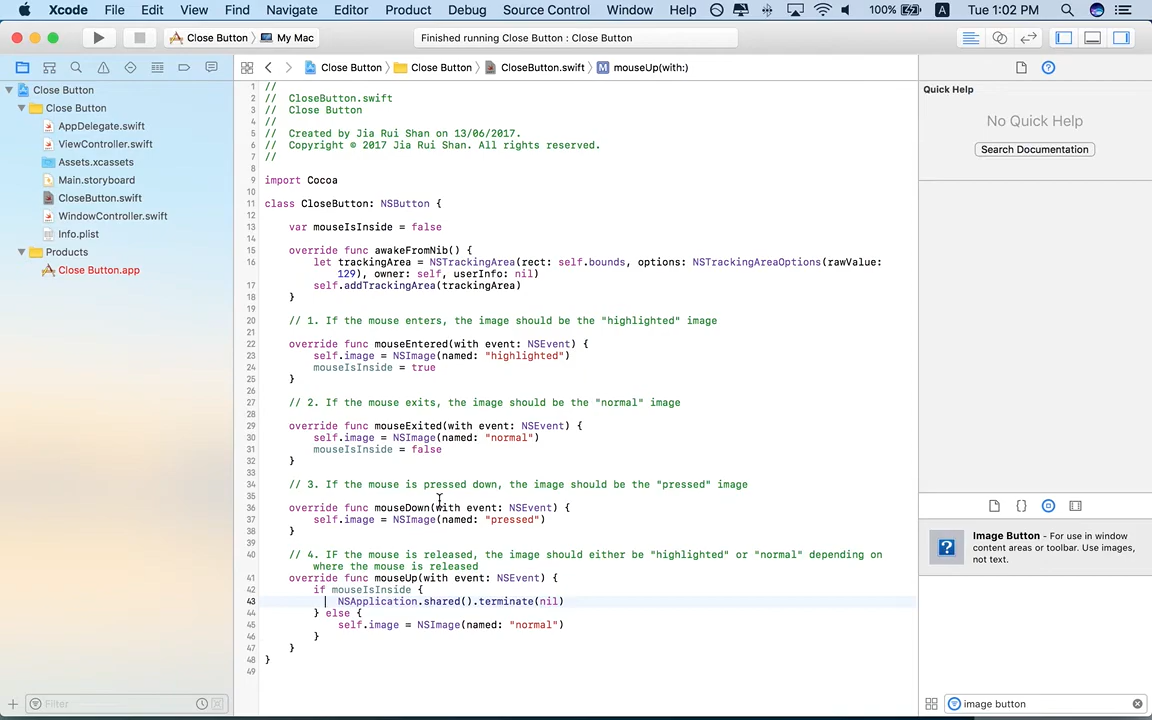 Xcode File Edit View Find Navigate Editor Product Debug Source Control Window Help 100% A Tue 1:02 PM
Close Button My Mac Finished running Close Button : Close Button
Close Button Close Button CloseButton.swift M mouseUp(with:)
Close Button
Close Button
AppDelegate.swift
ViewController.swift
Assets.xcassets
Main.storyboard
CloseButton.swift
WindowController.swift
Info.plist
Products
Close Button.app
Filter
1 //
2 // CloseButton.swift
3 // Close Button
4 //
5 // Created by Jia Rui Shan on 13/06/2017.
6 // Copyright © 2017 Jia Rui Shan. All rights reserved.
7 //
8
9 import Cocoa
10
11 class CloseButton: NSButton {
12
13 var mouseIsInside = false
14
15 override func awakeFromNib() {
16 let trackingArea = NSTrackingArea(rect: self.bounds, options: NSTrackingAreaOptions(rawValue:
129), owner: self, userInfo: nil)
17 self.addTrackingArea(trackingArea)
18 }
19
20 // 1. If the mouse enters, the image should be the "highlighted" image
21
22 override func mouseEntered(with event: NSEvent) {
23 self.image = NSImage(named: "highlighted")
24 mouseIsInside = true
25 }
26
27 // 2. If the mouse exits, the image should be the "normal" image
28
29 override func mouseExited(with event: NSEvent) {
30 self.image = NSImage(named: "normal")
31 mouseIsInside = false
32 }
33
34 // 3. If the mouse is pressed down, the image should be the "pressed" image
35
36 override func mouseDown(with event: NSEvent) {
37 self.image = NSImage(named: "pressed")
38 }
39
40 // 4. IF the mouse is released, the image should either be "highlighted" or "normal" depending on
where the mouse is released
41 override func mouseUp(with event: NSEvent) {
42 if mouseIsInside {
43 NSApplication.shared().terminate(nil)
44 } else {
45 self.image = NSImage(named: "normal")
46 }
47 }
48 }
49
Quick Help
No Quick Help
Search Documentation
Image Button - For use in window
content areas or toolbar. Use images,
not text.
image button